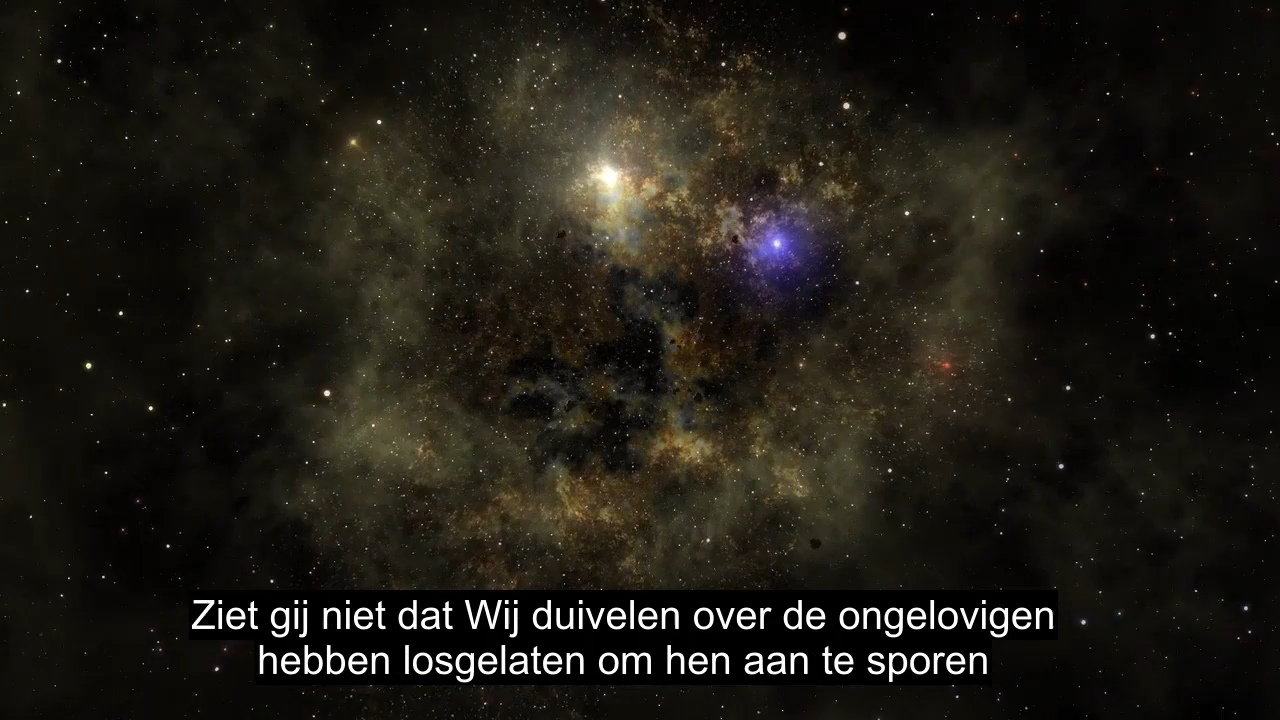 Ziet gij niet dat Wij duivelen over de ongelovigen
hebben losgelaten om hen aan te sporen